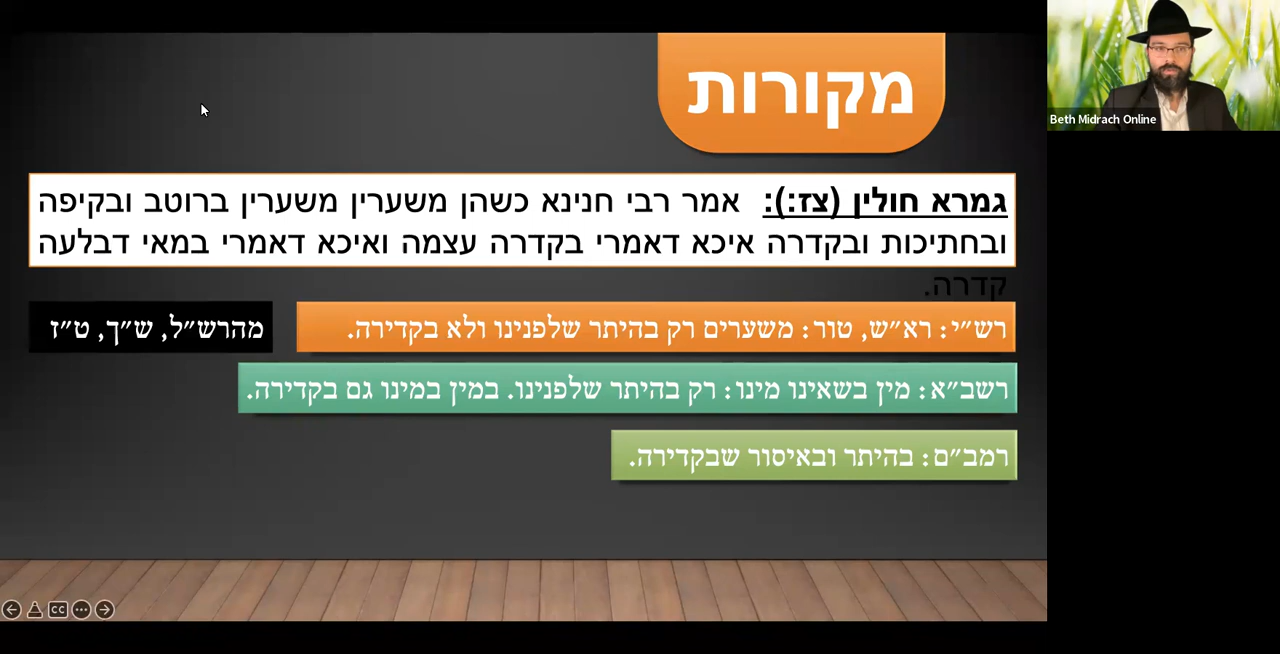 מקורות
Beth Midrach Online
גמרא חולין (צז:): אמר רבי חנינא כשהן משערין משערין ברוטב ובקיפה
ובחתיכות ובקדרה איכא דאמרי בקדרה עצמה ואיכא דאמרי במאי דבלעה
קדרה.
רש״י: רא״ש, טור: משערים רק בהיתר שלפנינו ולא בקדירה.
מהרש״ל, ש״ך, ט״ז
רשב״א: מין בשאינו מינו: רק בהיתר שלפנינו. במין במינו גם בקדירה.
רמב״ם: בהיתר ובאיסור שבקדירה.
CC